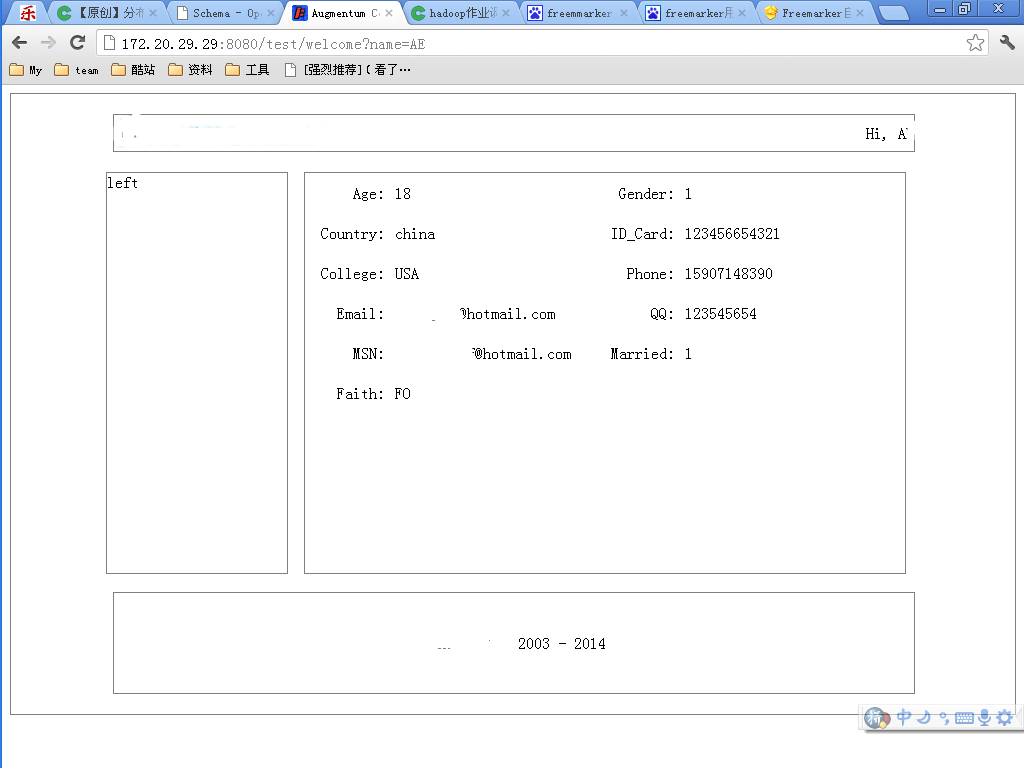 乐 【原创】分布 Schema - Op Augmentum C hadoop作业调 freemmarker freemarker用 Freemarker自
172.20.29.29:8080/test/welcome?name=AE
My team 酷站 资料 工具 [强烈推荐]〔看了…
Hi, A
left
Age: 18 Gender: 1
Country: china ID_Card: 123456654321
College: USA Phone: 15907148390
Email: @hotmail.com QQ: 123545654
MSN: @hotmail.com Married: 1
Faith: FO
2003 - 2014
中